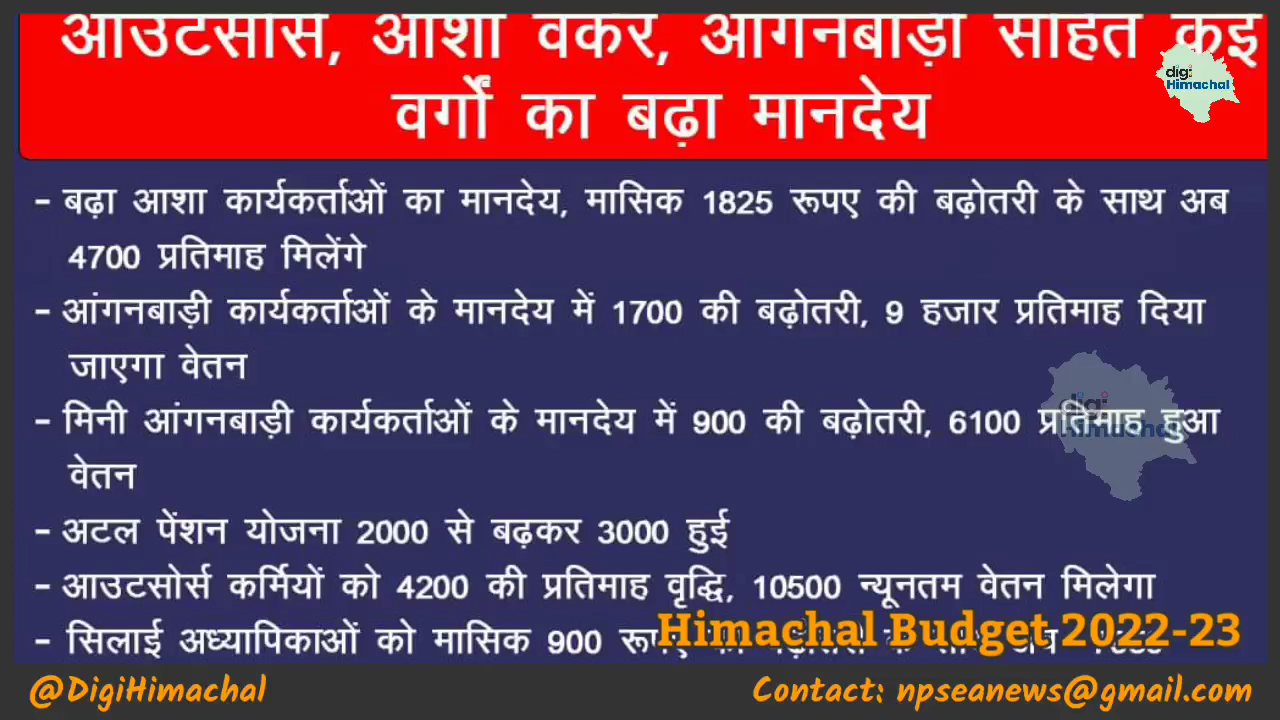 आउटसोर्स, आशा वर्कर, आंगनबाड़ी सहित कई
digi
Himachal
वर्गों का बढ़ा मानदेय
- बढ़ा आशा कार्यकर्ताओं का मानदेय, मासिक 1825 रूपए की बढ़ोतरी के साथ अब
4700 प्रतिमाह मिलेंगे
- आंगनबाड़ी कार्यकर्ताओं के मानदेय में 1700 की बढ़ोतरी, 9 हजार प्रतिमाह दिया
जाएगा वेतन
- मिनी आंगनबाड़ी कार्यकर्ताओं के मानदेय में 900 की बढ़ोतरी, 6100 प्रतिमाह हुआ
digi
Himachal
वेतन
- अटल पेंशन योजना 2000 से बढ़कर 3000 हुई
- आउटसोर्स कर्मियों को 4200 की प्रतिमाह वृद्धि, 10500 न्यूनतम वेतन मिलेगा
- सिलाई अध्यापिकाओं को मासिक 900 रूपए
Himachal Budget 2022-23
@DigiHimachal
Contact: npseanews@gmail.com